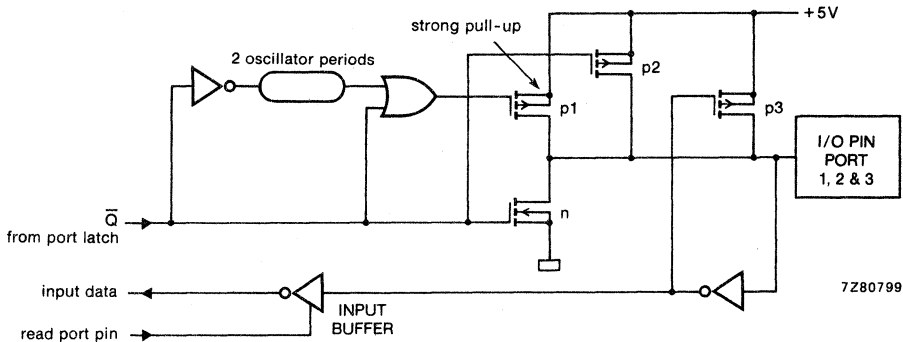 +5V
strong pull-up
2 oscillator periods
p2
p1
p3
I/O PIN
PORT
1, 2 & 3
Q̅
from port latch
n
input data
INPUT
BUFFER
read port pin
7Z80799